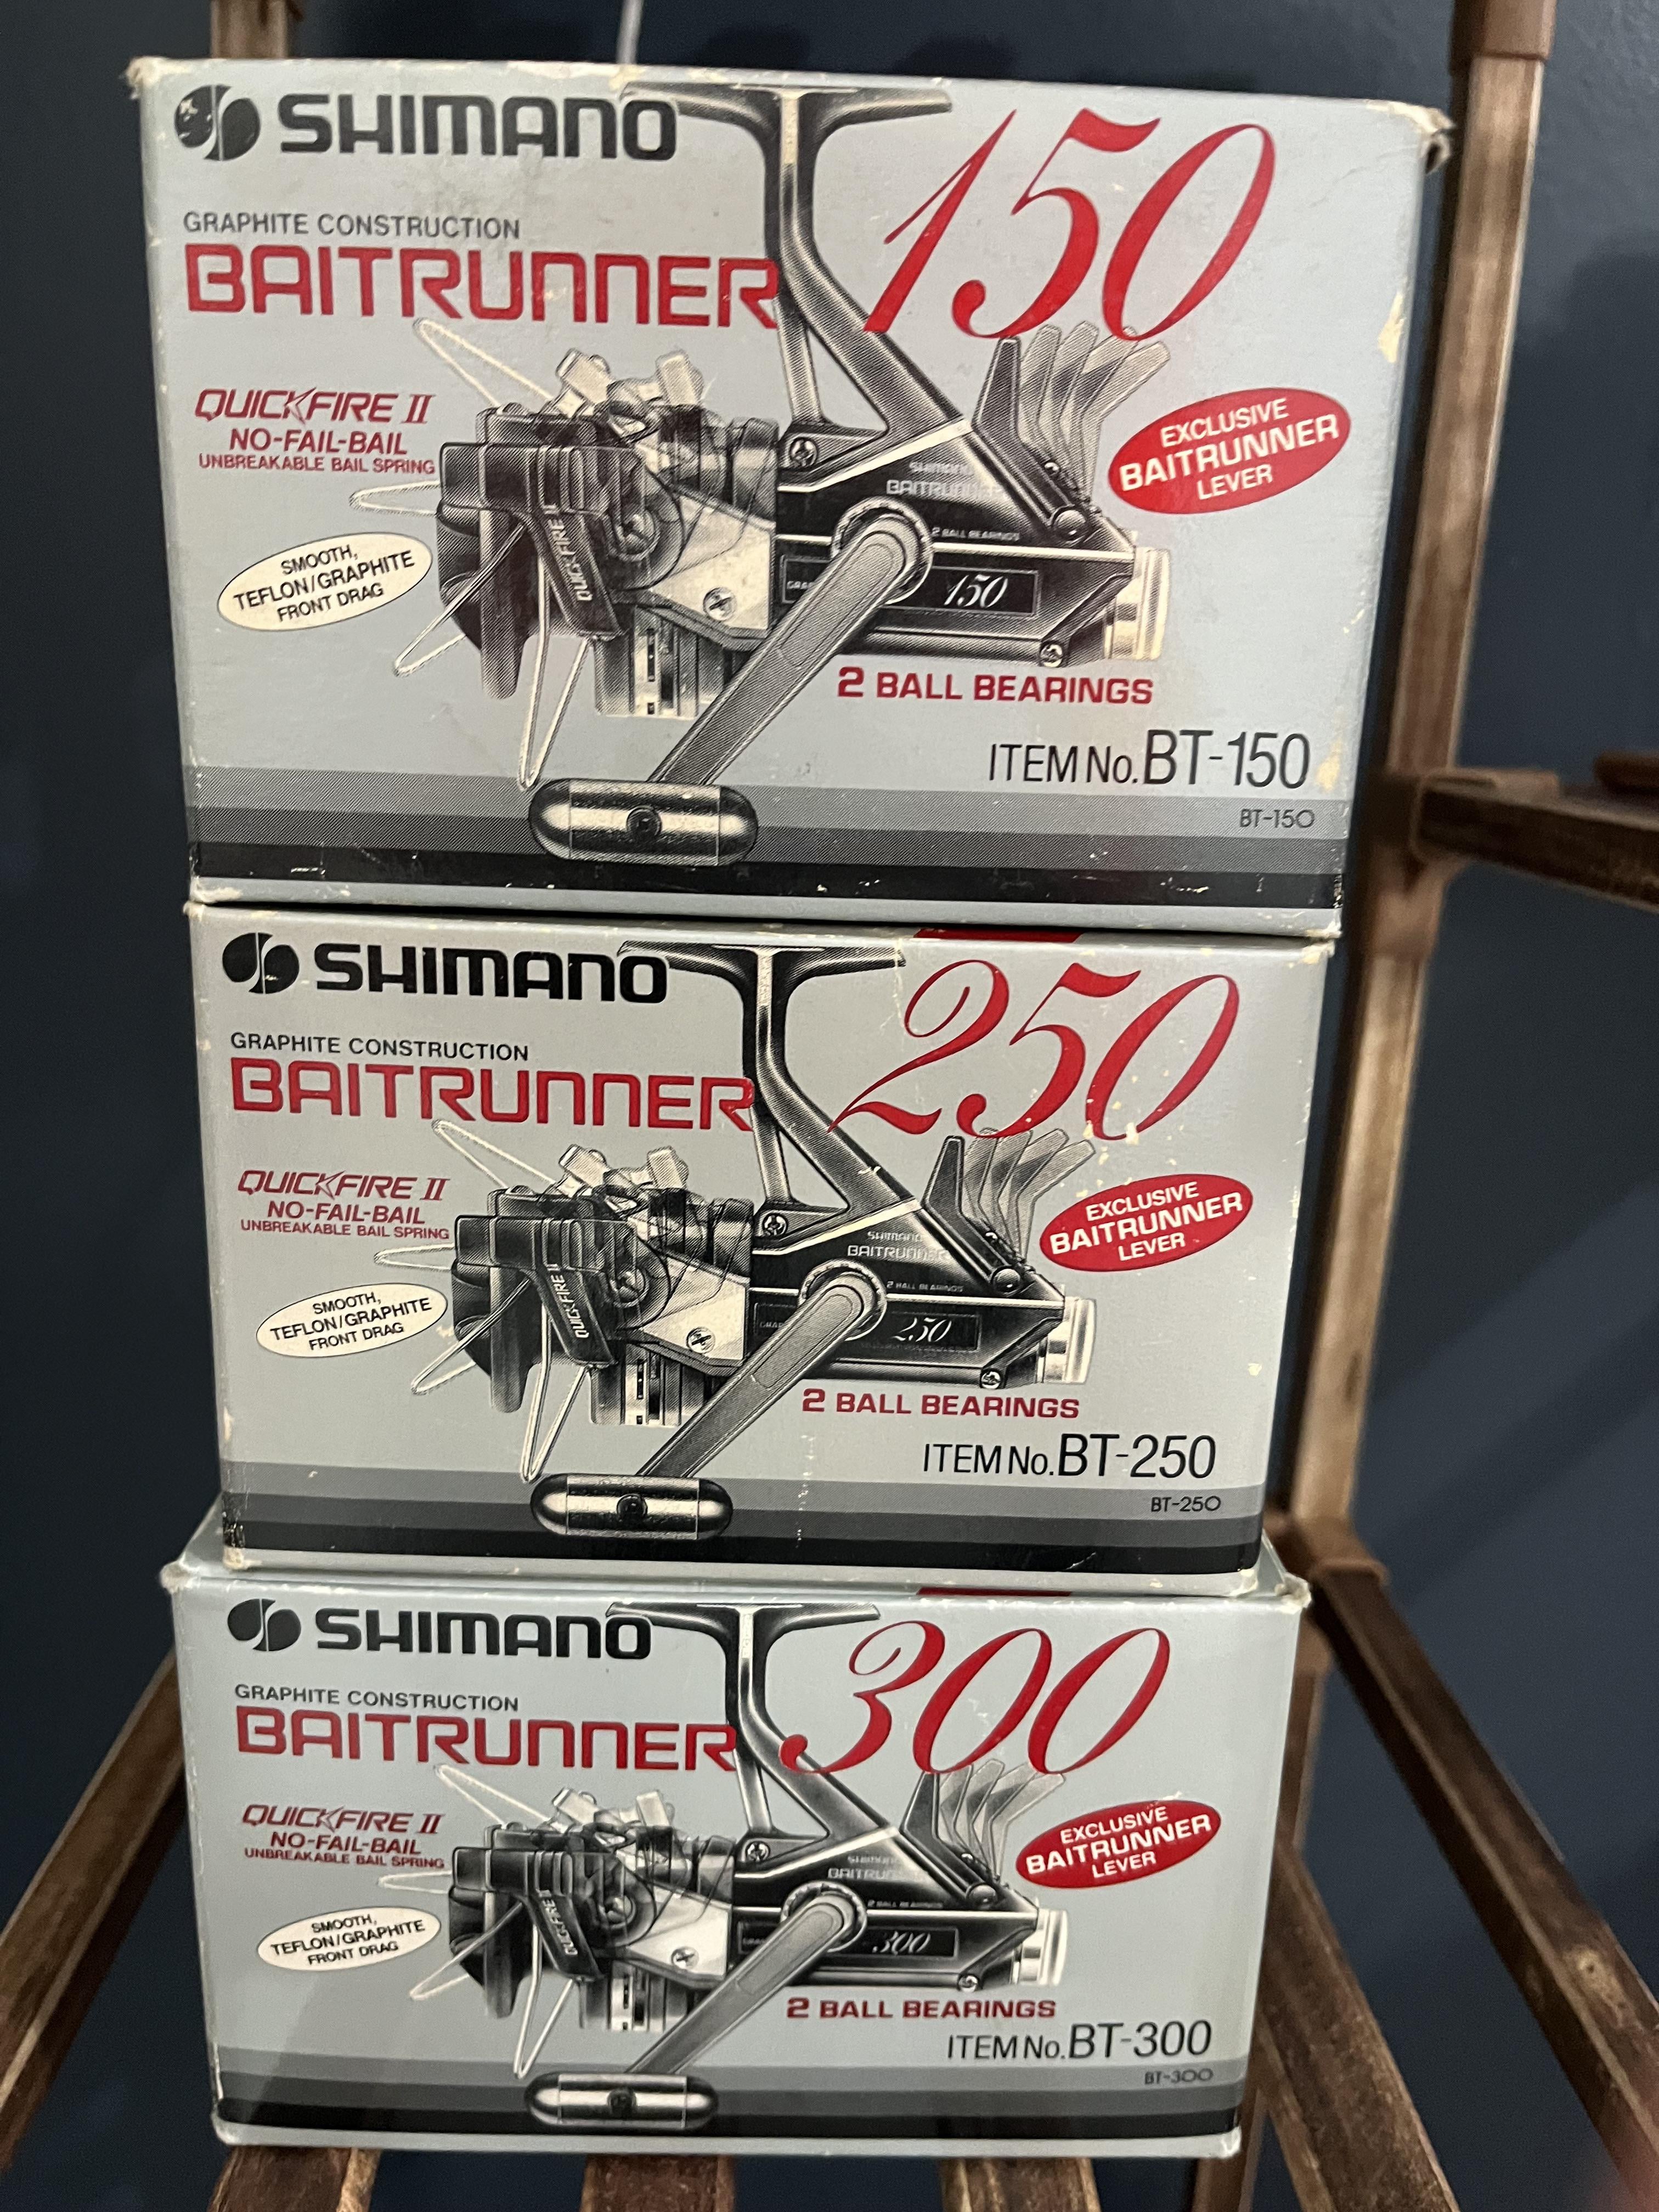 SHIMANO
150
GRAPHITE CONSTRUCTION
BAITRUNNER
QUICKFIRE II
NO-FAIL-BAIL
UNBREAKABLE BAIL SPRING
EXCLUSIVE
BAITRUNNER
LEVER
SMOOTH,
TEFLON/GRAPHITE
FRONT DRAG
SHIMANO
BAITRUNNER
2 BALL BEARINGS
QUICKFIRE II
150
2 BALL BEARINGS
ITEM No. BT-150
BT-150
SHIMANO
250
GRAPHITE CONSTRUCTION
BAITRUNNER
QUICKFIRE II
NO-FAIL-BAIL
UNBREAKABLE BAIL SPRING
EXCLUSIVE
BAITRUNNER
LEVER
SMOOTH,
TEFLON/GRAPHITE
FRONT DRAG
SHIMANO
BAITRUNNER
2 BALL BEARINGS
QUICKFIRE II
250
2 BALL BEARINGS
ITEM No. BT-250
BT-250
SHIMANO
300
GRAPHITE CONSTRUCTION
BAITRUNNER
QUICKFIRE II
NO-FAIL-BAIL
UNBREAKABLE BAIL SPRING
EXCLUSIVE
BAITRUNNER
LEVER
SMOOTH,
TEFLON/GRAPHITE
FRONT DRAG
SHIMANO
BAITRUNNER
2 BALL BEARINGS
QUICKFIRE II
300
2 BALL BEARINGS
ITEM No. BT-300
BT-300